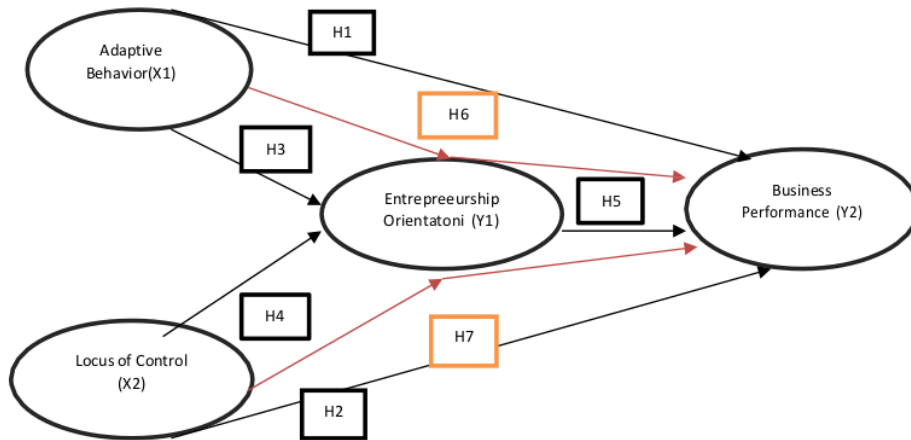 H1
Adaptive
Behavior(X1)
H6
H3
Entrepreeurship
Orientatoni (Y1)
H5
Business
Performance (Y2)
H4
H7
Locus of Control
(X2)
H2